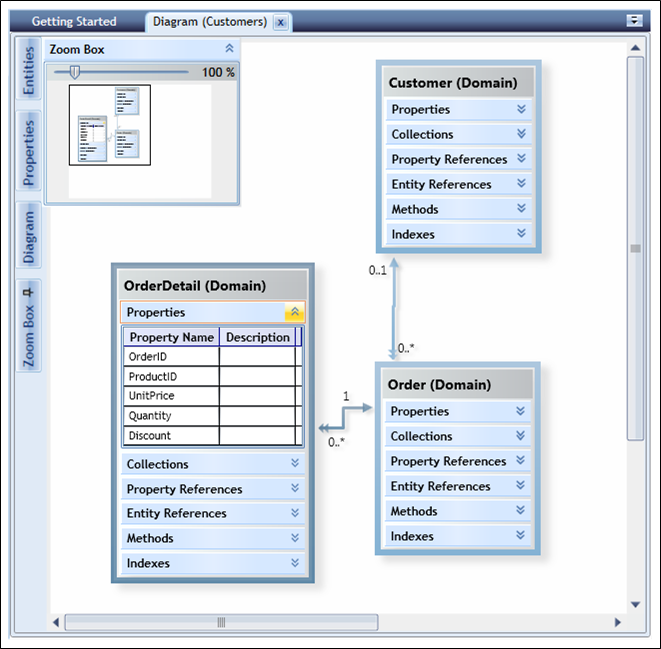 Getting Started
Diagram (Customers) x
Entities
Properties
Diagram
Zoom Box
Zoom Box
100 %
Customer (Domain)
Properties
Collections
Property References
Entity References
Methods
Indexes
0..1
0..*
OrderDetail (Domain)
Properties
Property Name Description
OrderID
ProductID
UnitPrice
Quantity
Discount
Collections
Property References
Entity References
Methods
Indexes
1
0..*
Order (Domain)
Properties
Collections
Property References
Entity References
Methods
Indexes